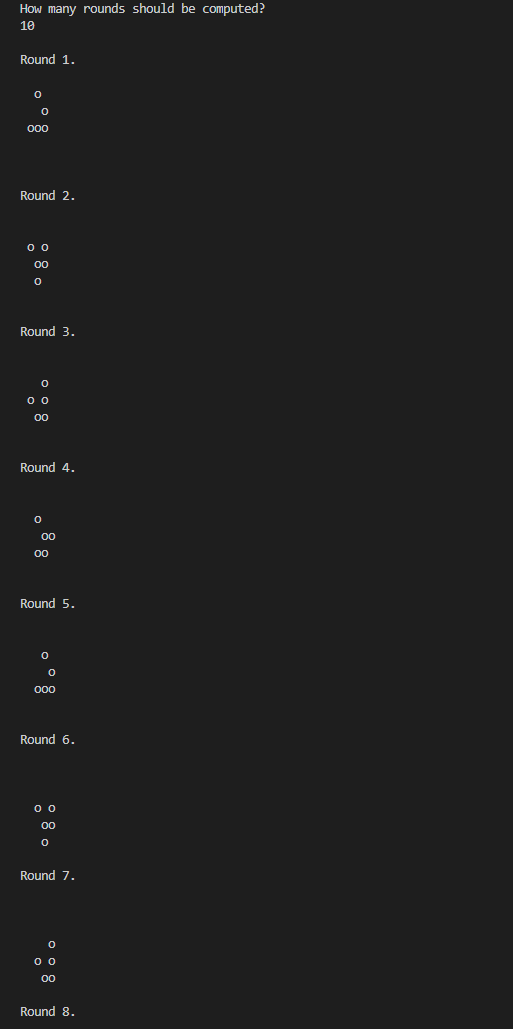 How many rounds should be computed?
10
Round 1.
  o
   o
 ooo
Round 2.
 o o
  oo
  o
Round 3.
   o
 o o
  oo
Round 4.
  o
   oo
  oo
Round 5.
   o
    o
  ooo
Round 6.
  o o
   oo
   o
Round 7.
    o
  o o
   oo
Round 8.